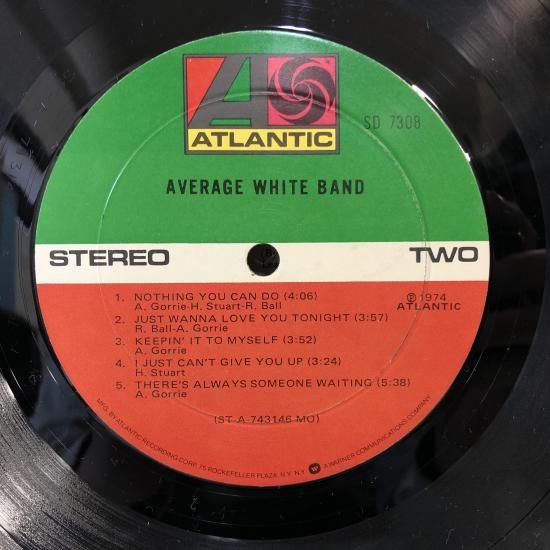 ATLANTIC
SD 7308
AVERAGE WHITE BAND
STEREO
TWO
1. NOTHING YOU CAN DO (4:06)
A. Gorrie-H. Stuart-R. Ball
2. JUST WANNA LOVE YOU TONIGHT (3:57)
R. Ball-A. Gorrie
3. KEEPIN' IT TO MYSELF (3:52)
A. Gorrie
4. I JUST CAN'T GIVE YOU UP (3:24)
H. Stuart
5. THERE'S ALWAYS SOMEONE WAITING (5:38)
A. Gorrie
℗ 1974
ATLANTIC
(ST-A-743146 MO)
MFG. BY ATLANTIC RECORDING CORP. 75 ROCKEFELLER PLAZA, N.Y. N.Y. A WARNER COMMUNICATIONS COMPANY